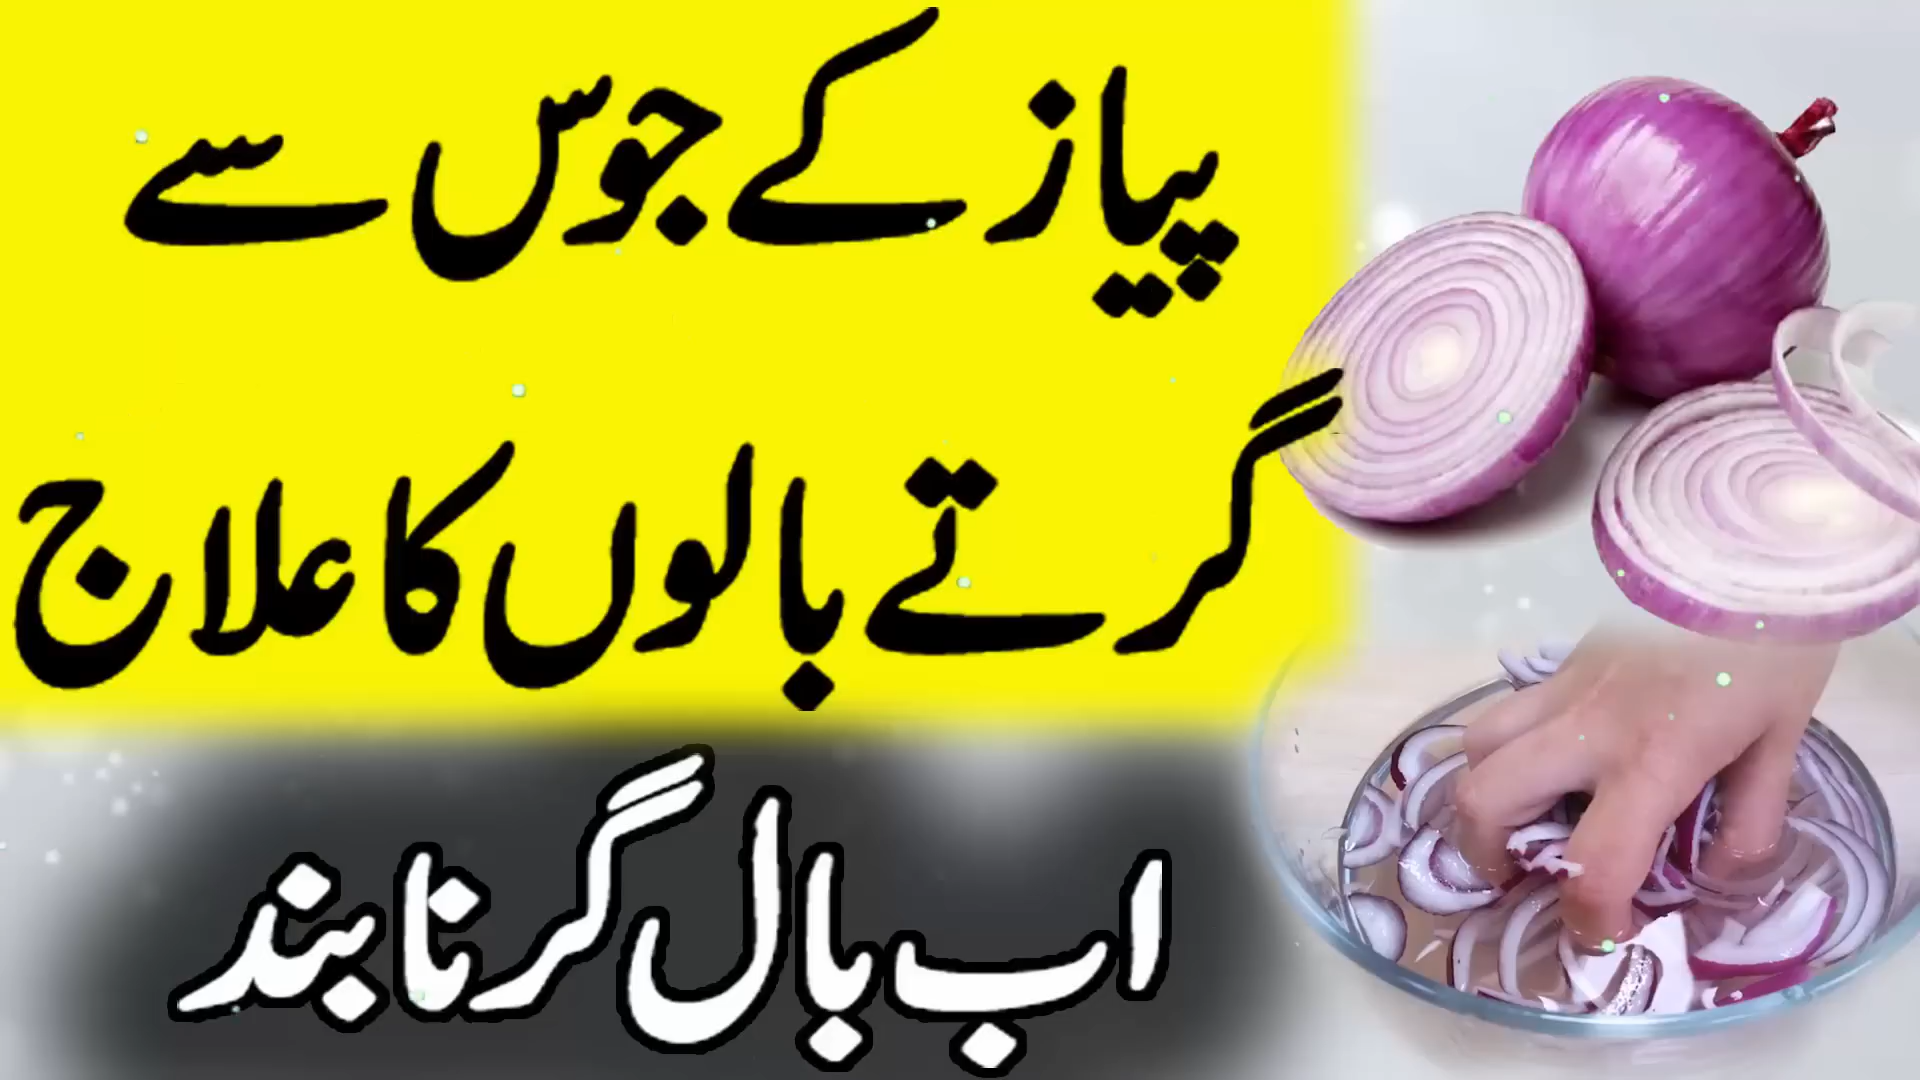 پیاز کے جوس سے
گرتے بالوں کا علاج
اب بال گرنا بند